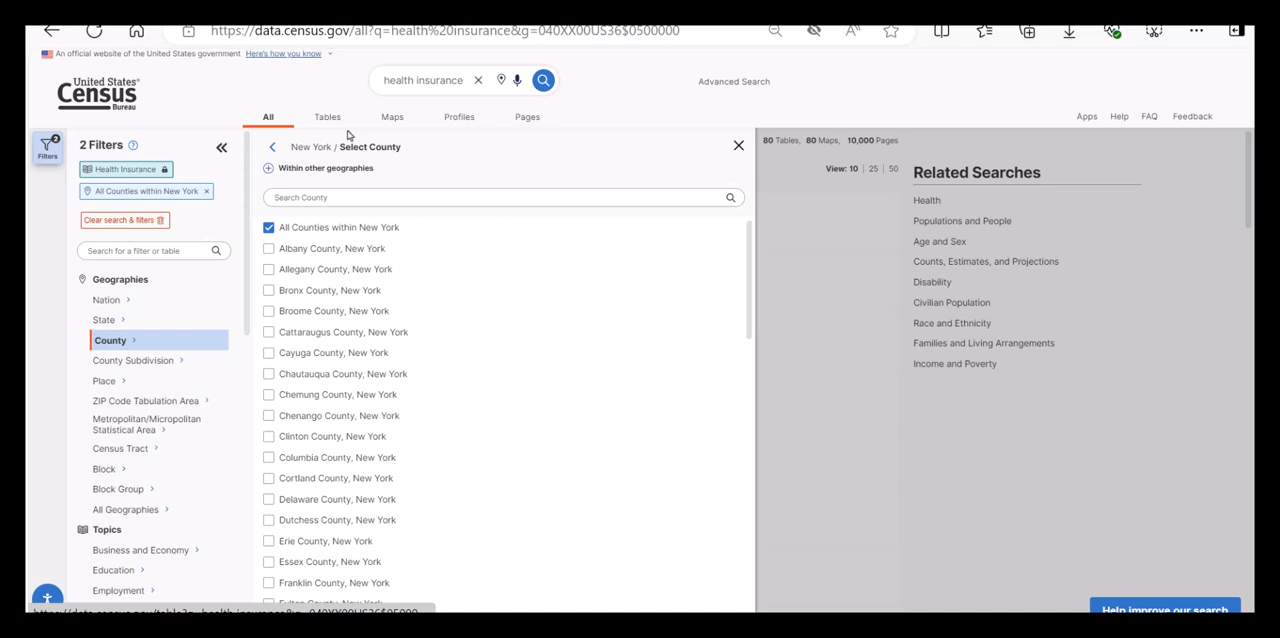 https://data.census.gov/all?q=health%20insurance&g=040XX00US36$0500000
An official website of the United States government Here's how you know
United States®
Census
Bureau
health insurance
Advanced Search
All Tables Maps Profiles Pages
Apps Help FAQ Feedback
2
Filters
2 Filters
Health Insurance
All Counties within New York
Clear search & filters
Search for a filter or table
Geographies
Nation
State
County
County Subdivision
Place
ZIP Code Tabulation Area
Metropolitan/Micropolitan
Statistical Area
Census Tract
Block
Block Group
All Geographies
Topics
Business and Economy
Education
Employment
New York / Select County
Within other geographies
Search County
All Counties within New York
Albany County, New York
Allegany County, New York
Bronx County, New York
Broome County, New York
Cattaraugus County, New York
Cayuga County, New York
Chautauqua County, New York
Chemung County, New York
Chenango County, New York
Clinton County, New York
Columbia County, New York
Cortland County, New York
Delaware County, New York
Dutchess County, New York
Erie County, New York
Essex County, New York
Franklin County, New York
Fulton County, New York
80 Tables, 80 Maps, 10,000 Pages
View: 10 | 25 | 50
Related Searches
Health
Populations and People
Age and Sex
Counts, Estimates, and Projections
Disability
Civilian Population
Race and Ethnicity
Families and Living Arrangements
Income and Poverty
Help improve our search